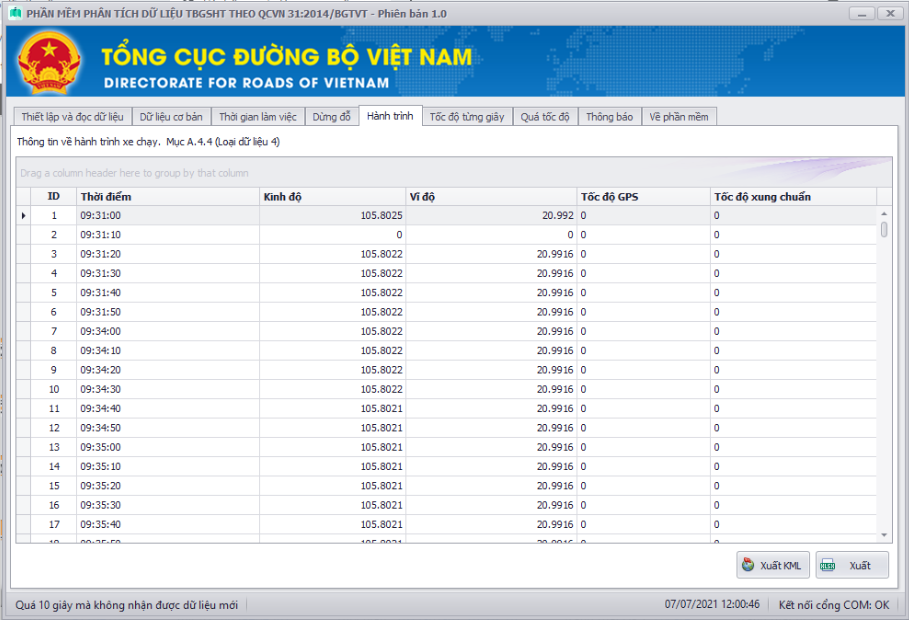 PHẦN MỀM PHÂN TÍCH DỮ LIỆU TBGSHT THEO QCVN 31:2014/BGTVT - Phiên bản 1.0
TỔNG CỤC ĐƯỜNG BỘ VIỆT NAM
DIRECTORATE FOR ROADS OF VIETNAM
Thiết lập và đọc dữ liệu Dữ liệu cơ bản Thời gian làm việc Dừng đỗ Hành trình Tốc độ từng giây Quá tốc độ Thông báo Về phần mềm
Thông tin về hành trình xe chạy. Mục A.4.4 (Loại dữ liệu 4)
Drag a column header here to group by that column
ID Thời điểm Kinh độ Vĩ độ Tốc độ GPS Tốc độ xung chuẩn
1 09:31:00 105.8025 20.992 0 0
2 09:31:10 0 0 0 0
3 09:31:20 105.8022 20.9916 0 0
4 09:31:30 105.8022 20.9916 0 0
5 09:31:40 105.8022 20.9916 0 0
6 09:31:50 105.8022 20.9916 0 0
7 09:34:00 105.8022 20.9916 0 0
8 09:34:10 105.8022 20.9916 0 0
9 09:34:20 105.8022 20.9916 0 0
10 09:34:30 105.8022 20.9916 0 0
11 09:34:40 105.8021 20.9916 0 0
12 09:34:50 105.8021 20.9916 0 0
13 09:35:00 105.8021 20.9916 0 0
14 09:35:10 105.8021 20.9916 0 0
15 09:35:20 105.8021 20.9916 0 0
16 09:35:30 105.8021 20.9916 0 0
17 09:35:40 105.8021 20.9916 0 0
Xuất KML Xuất
Quá 10 giây mà không nhận được dữ liệu mới 07/07/2021 12:00:46 Kết nối cổng COM: OK